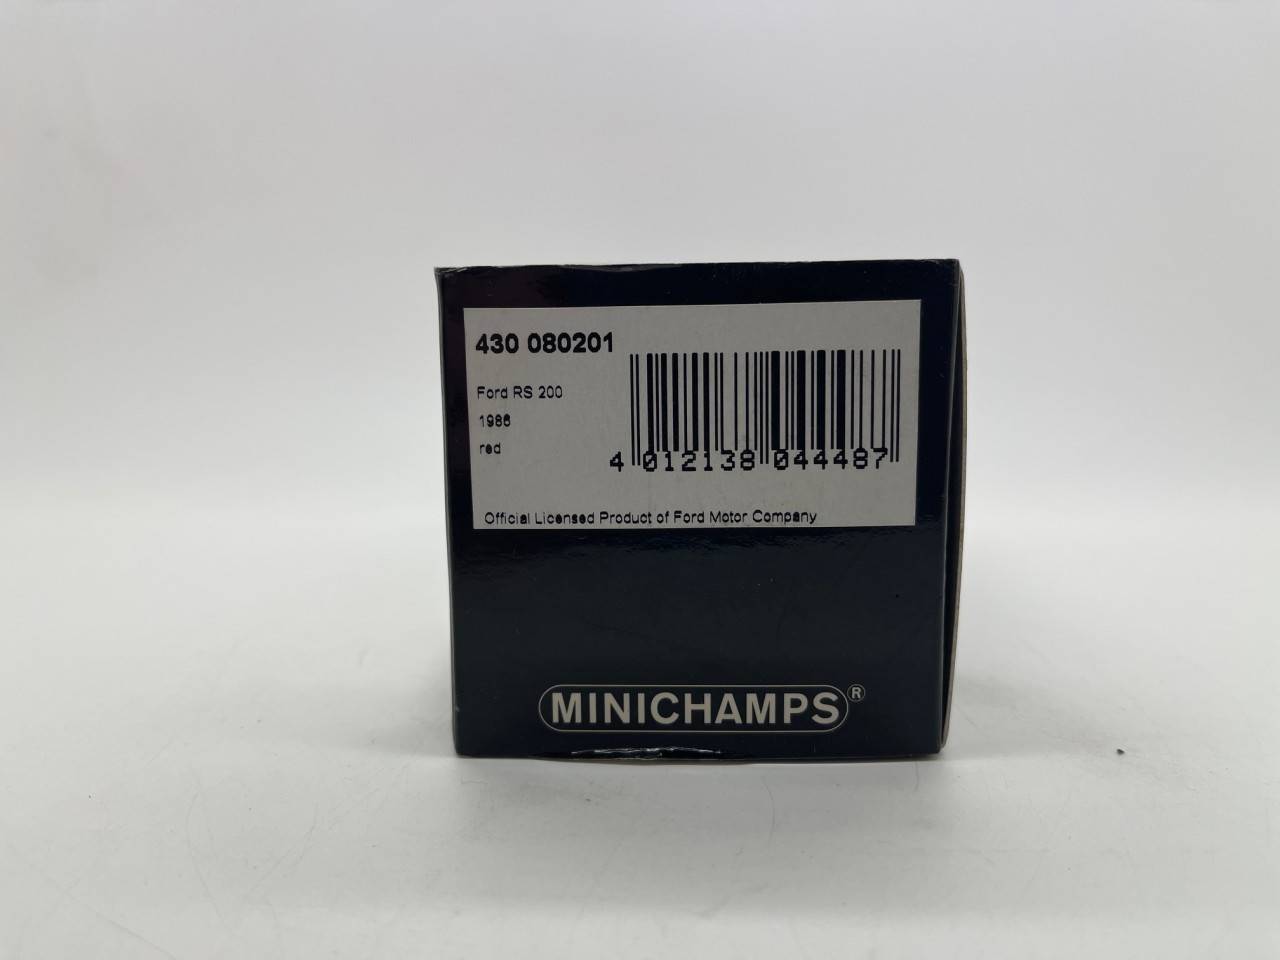 430 080201
Ford RS 200
1986
red
4 012138 044487
Official Licensed Product of Ford Motor Company
MINICHAMPS®